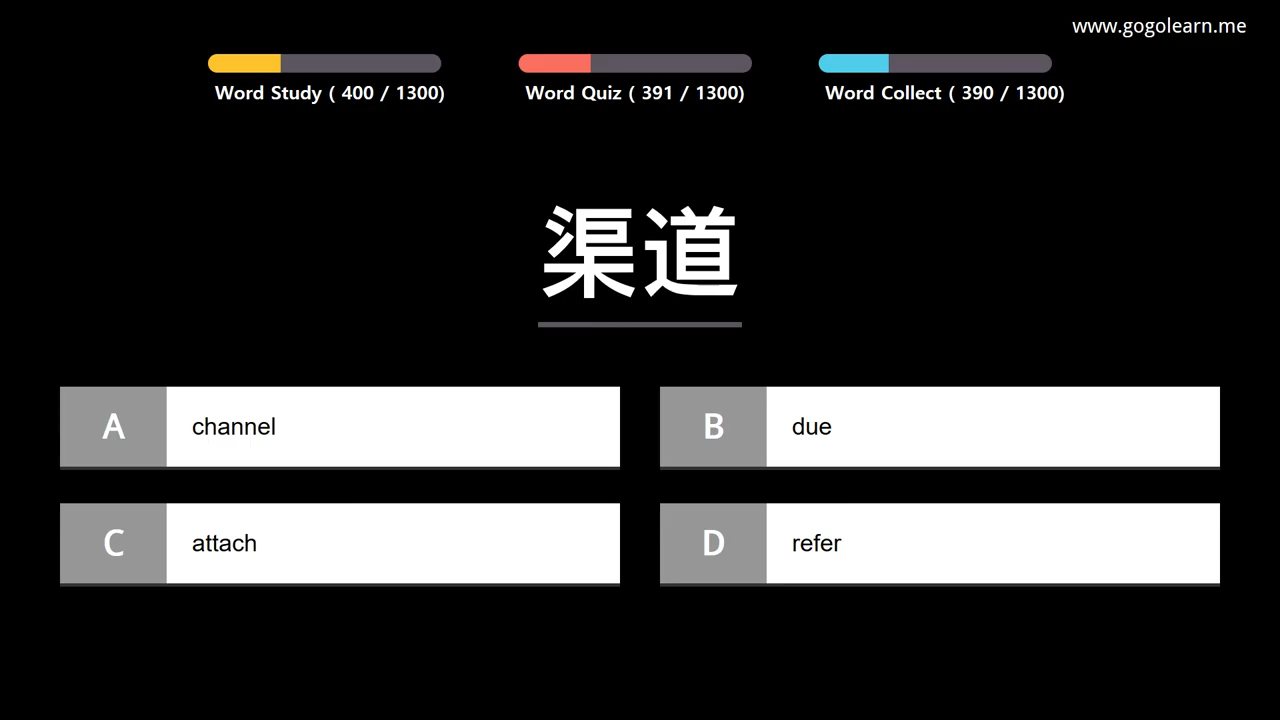 www.gogolearn.me
Word Study ( 400 / 1300)
Word Quiz ( 391 / 1300)
Word Collect ( 390 / 1300)
渠道
A channel
B due
C attach
D refer